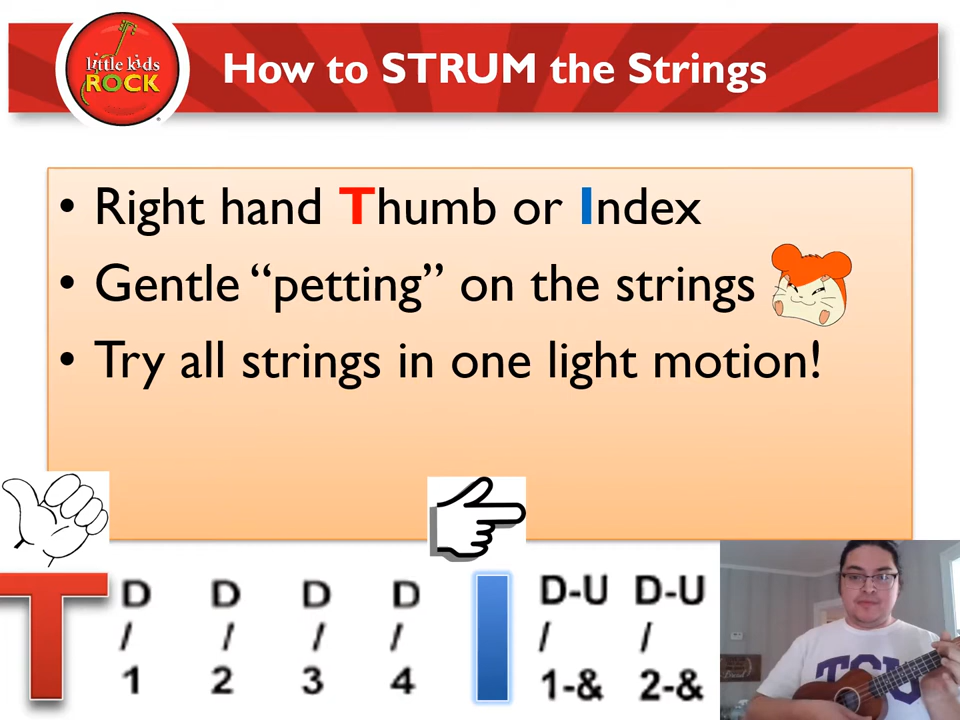 little kids
ROCK
How to STRUM the Strings
• Right hand Thumb or Index
• Gentle “petting” on the strings
• Try all strings in one light motion!
T
D D D D
/ / / /
1 2 3 4
I
D-U D-U
/ /
1-& 2-&
TCU